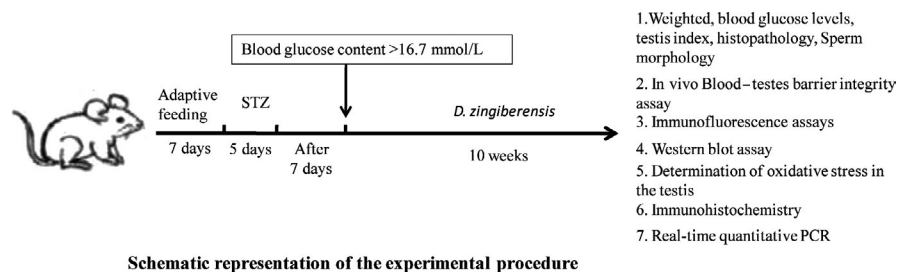 Blood glucose content >16.7 mmol/L
Adaptive
feeding
STZ
D. zingiberensis
7 days
5 days
After
7 days
10 weeks
1.Weighted, blood glucose levels,
testis index, histopathology, Sperm
morphology
2. In vivo Blood–testes barrier integrity
assay
3. Immunofluorescence assays
4. Western blot assay
5. Determination of oxidative stress in
the testis
6. Immunohistochemistry
7. Real-time quantitative PCR
Schematic representation of the experimental procedure